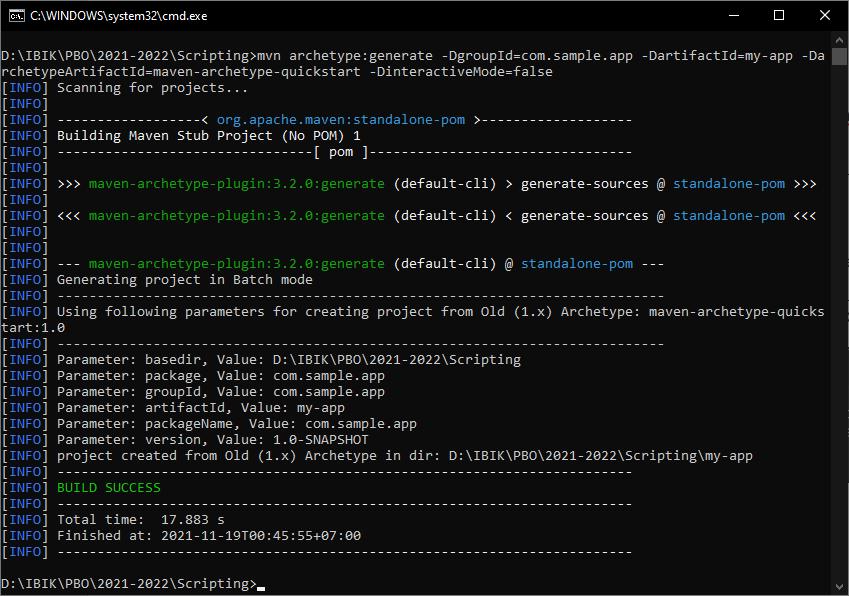 C:\WINDOWS\system32\cmd.exe
D:\IBIK\PBO\2021-2022\Scripting>mvn archetype:generate -DgroupId=com.sample.app -DartifactId=my-app -Da
rchetypeArtifactId=maven-archetype-quickstart -DinteractiveMode=false
[INFO] Scanning for projects...
[INFO]
[INFO] ------------------< org.apache.maven:standalone-pom >-------------------
[INFO] Building Maven Stub Project (No POM) 1
[INFO] --------------------------------[ pom ]---------------------------------
[INFO]
[INFO] >>> maven-archetype-plugin:3.2.0:generate (default-cli) > generate-sources @ standalone-pom >>>
[INFO]
[INFO] <<< maven-archetype-plugin:3.2.0:generate (default-cli) < generate-sources @ standalone-pom <<<
[INFO]
[INFO]
[INFO] --- maven-archetype-plugin:3.2.0:generate (default-cli) @ standalone-pom ---
[INFO] Generating project in Batch mode
[INFO] ----------------------------------------------------------------------------
[INFO] Using following parameters for creating project from Old (1.x) Archetype: maven-archetype-quicks
tart:1.0
[INFO] ----------------------------------------------------------------------------
[INFO] Parameter: basedir, Value: D:\IBIK\PBO\2021-2022\Scripting
[INFO] Parameter: package, Value: com.sample.app
[INFO] Parameter: groupId, Value: com.sample.app
[INFO] Parameter: artifactId, Value: my-app
[INFO] Parameter: packageName, Value: com.sample.app
[INFO] Parameter: version, Value: 1.0-SNAPSHOT
[INFO] project created from Old (1.x) Archetype in dir: D:\IBIK\PBO\2021-2022\Scripting\my-app
[INFO] ------------------------------------------------------------------------
[INFO] BUILD SUCCESS
[INFO] ------------------------------------------------------------------------
[INFO] Total time:  17.883 s
[INFO] Finished at: 2021-11-19T00:45:55+07:00
[INFO] ------------------------------------------------------------------------
D:\IBIK\PBO\2021-2022\Scripting>